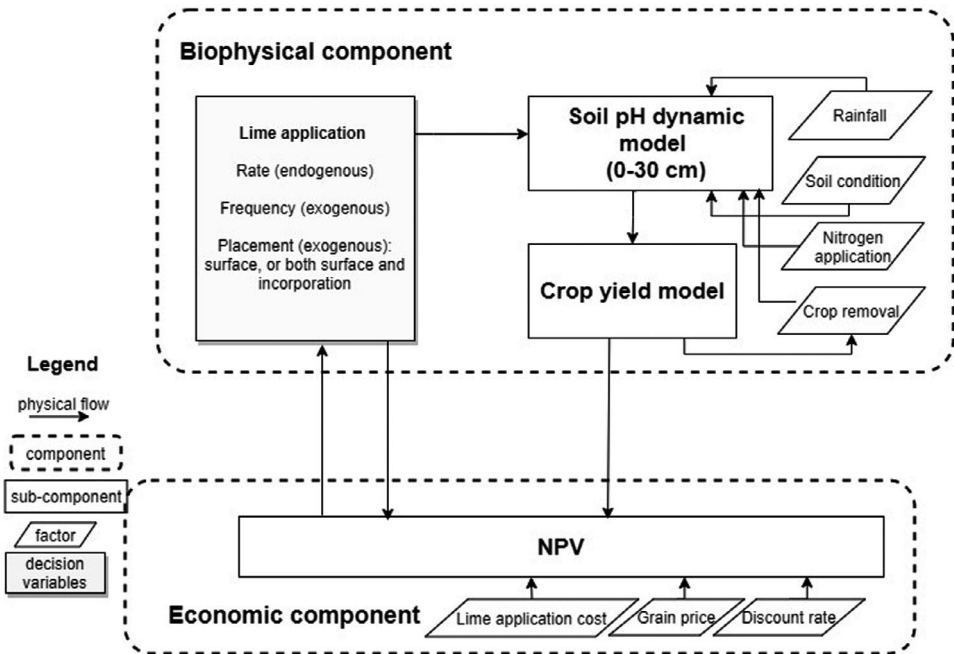 Biophysical component
Lime application
Rate (endogenous)
Frequency (exogenous)
Placement (exogenous):
surface, or both surface and
incorporation
Soil pH dynamic
model
(0-30 cm)
Rainfall
Soil condition
Nitrogen
application
Crop removal
Crop yield model
Legend
physical flow
component
sub-component
factor
decision
variables
NPV
Economic component
Lime application cost
Grain price
Discount rate